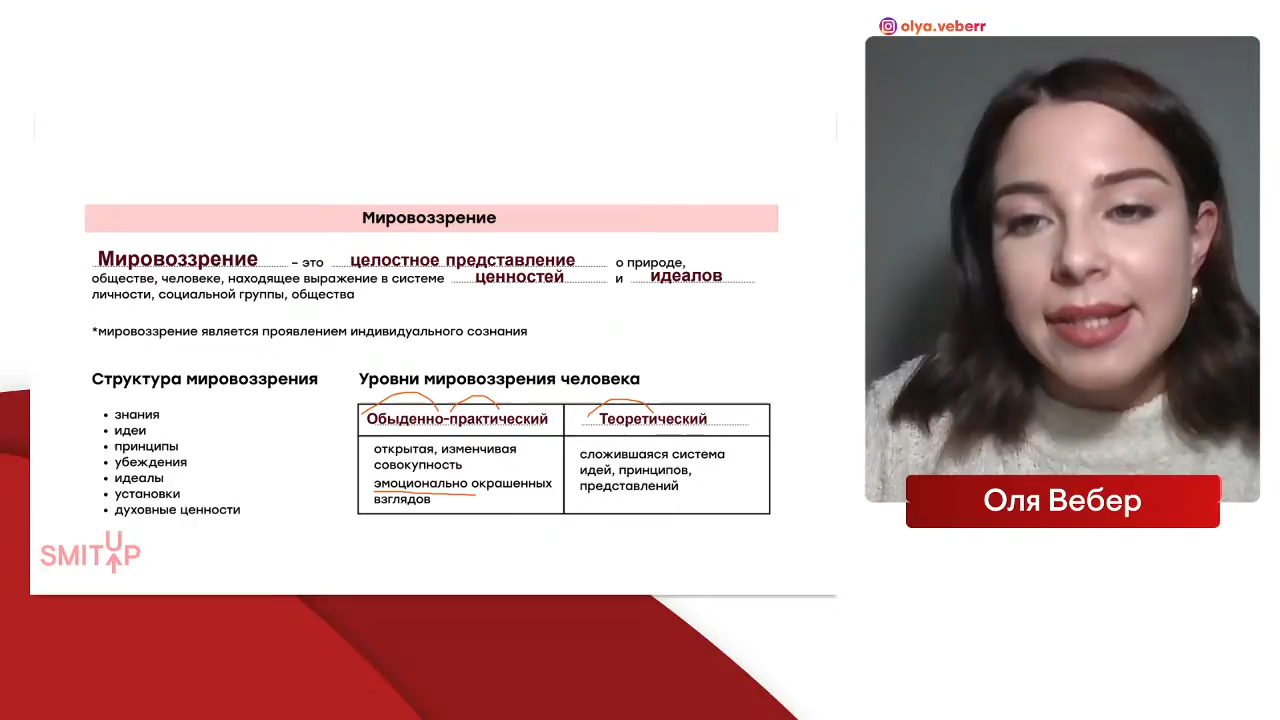 olya.veberr
Мировоззрение
Мировоззрение – это целостное представление о природе,
обществе, человеке, находящее выражение в системе ценностей и идеалов
личности, социальной группы, общества
*мировоззрение является проявлением индивидуального сознания
Структура мировоззрения
знания
идеи
принципы
убеждения
идеалы
установки
духовные ценности
Уровни мировоззрения человека
Обыденно-практический
Теоретический
открытая, изменчивая
совокупность
эмоционально окрашенных
взглядов
сложившаяся система
идей, принципов,
представлений
SMITUP
Оля Вебер